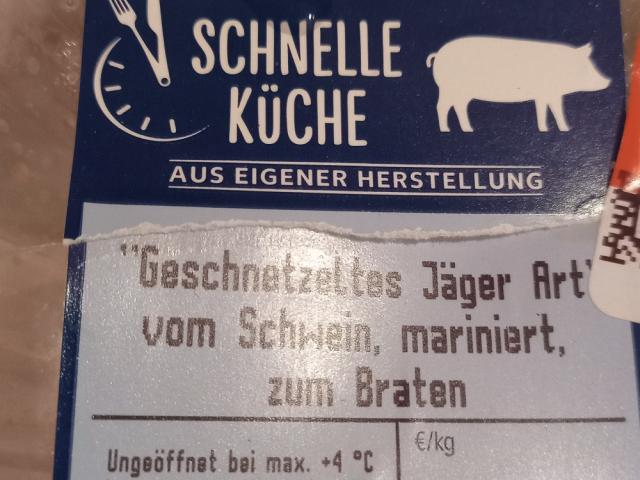 SCHNELLE
KÜCHE
AUS EIGENER HERSTELLUNG
"Geschnetzeltes Jäger Art"
vom Schwein, mariniert,
zum Braten
€/kg
Ungeöffnet bei max. +4 °C